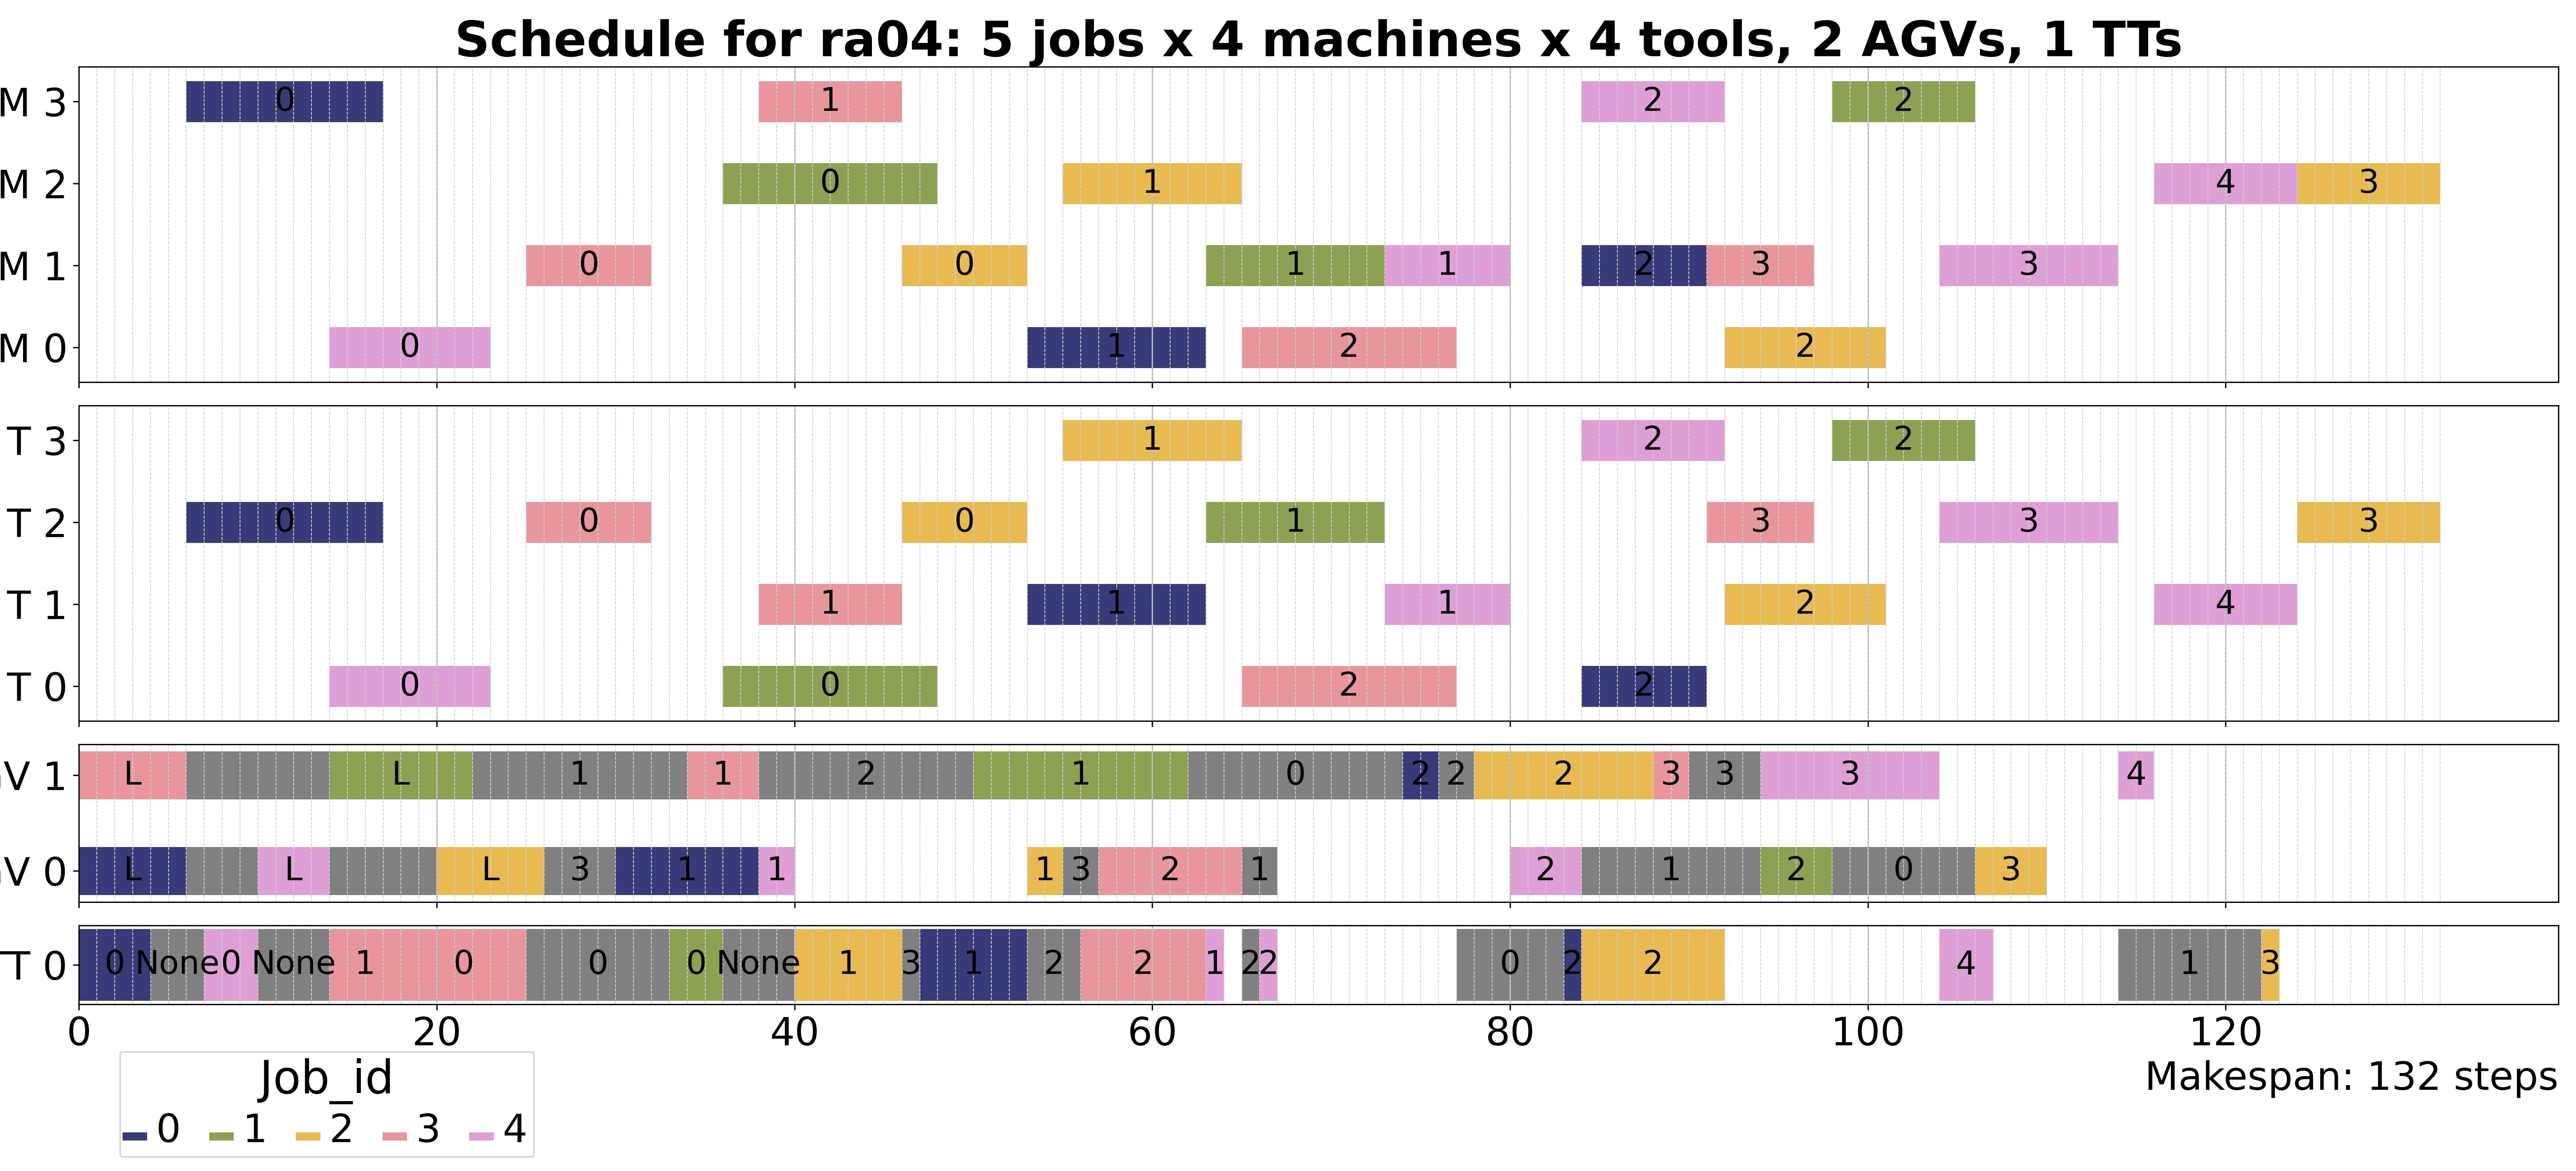 Schedule for ra04: 5 jobs x 4 machines x 4 tools, 2 AGVs, 1 TTs
M 3 0 1 2 2
M 2 0 1 4 3
M 1 0 0 1 1 2 3 3
M 0 0 1 2 2
T 3 1 2 2
T 2 0 0 0 1 3 3 3
T 1 1 1 1 2 4
T 0 0 0 2 2
GV 1 L L 1 1 2 1 0 2 2 2 3 3 3 4
GV 0 L L L 3 1 1 1 3 2 1 2 1 2 0 3
T 0 0 None 0 None 1 0 0 0 None 1 3 1 2 2 1 2 2 0 2 2 4 1 3
0 20 40 60 80 100 120
Makespan: 132 steps
Job_id
0 1 2 3 4